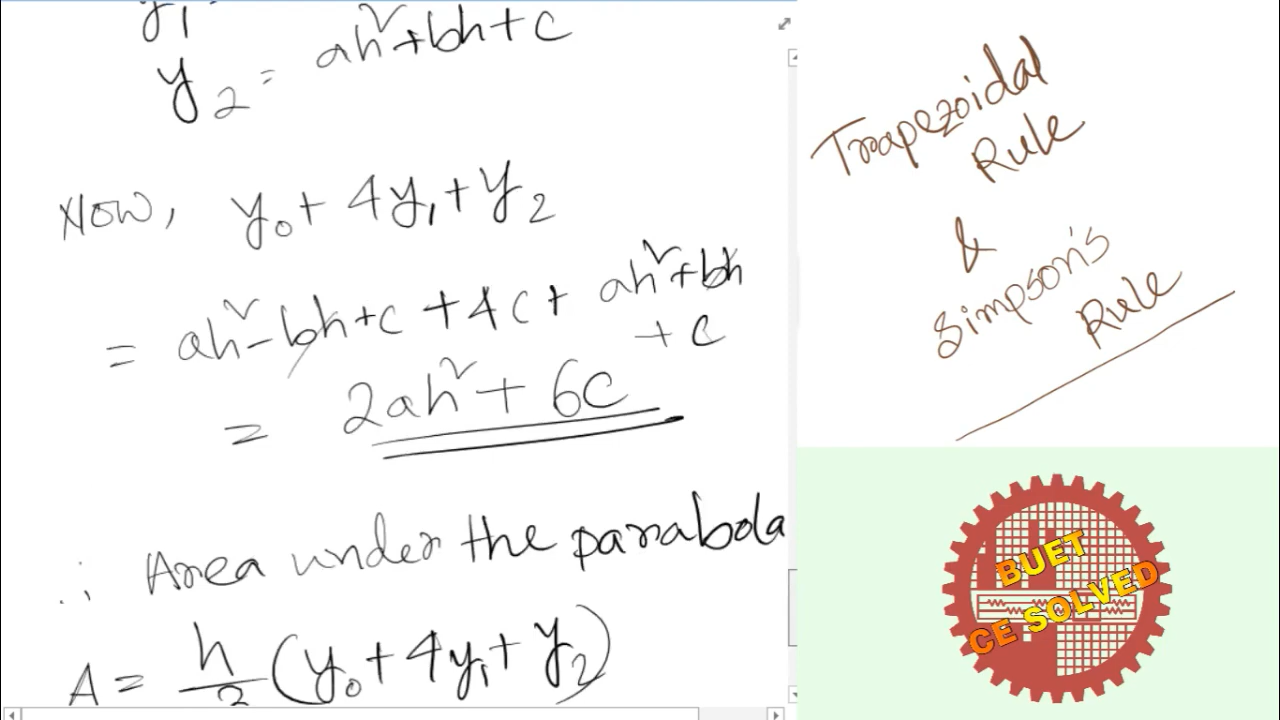 y₁
y₂ = ah² + bh + c
Now, y₀ + 4y₁ + y₂
= ah² - bh + c + 4c + ah² + bh
+ c
= 2ah² + 6c
∴ Area under the parabola
A = h/3 (y₀ + 4y₁ + y₂)
Trapezoidal
Rule
&
Simpson's
Rule
BUET
CE SOLVED